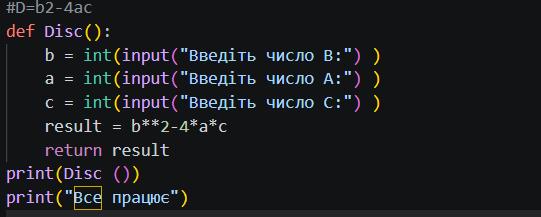 #D=b2-4ac
def Disc():
    b = int(input("Введіть число B:") )
    a = int(input("Введіть число A:") )
    c = int(input("Введіть число C:") )
    result = b**2-4*a*c
    return result
print(Disc ())
print("Все працює")